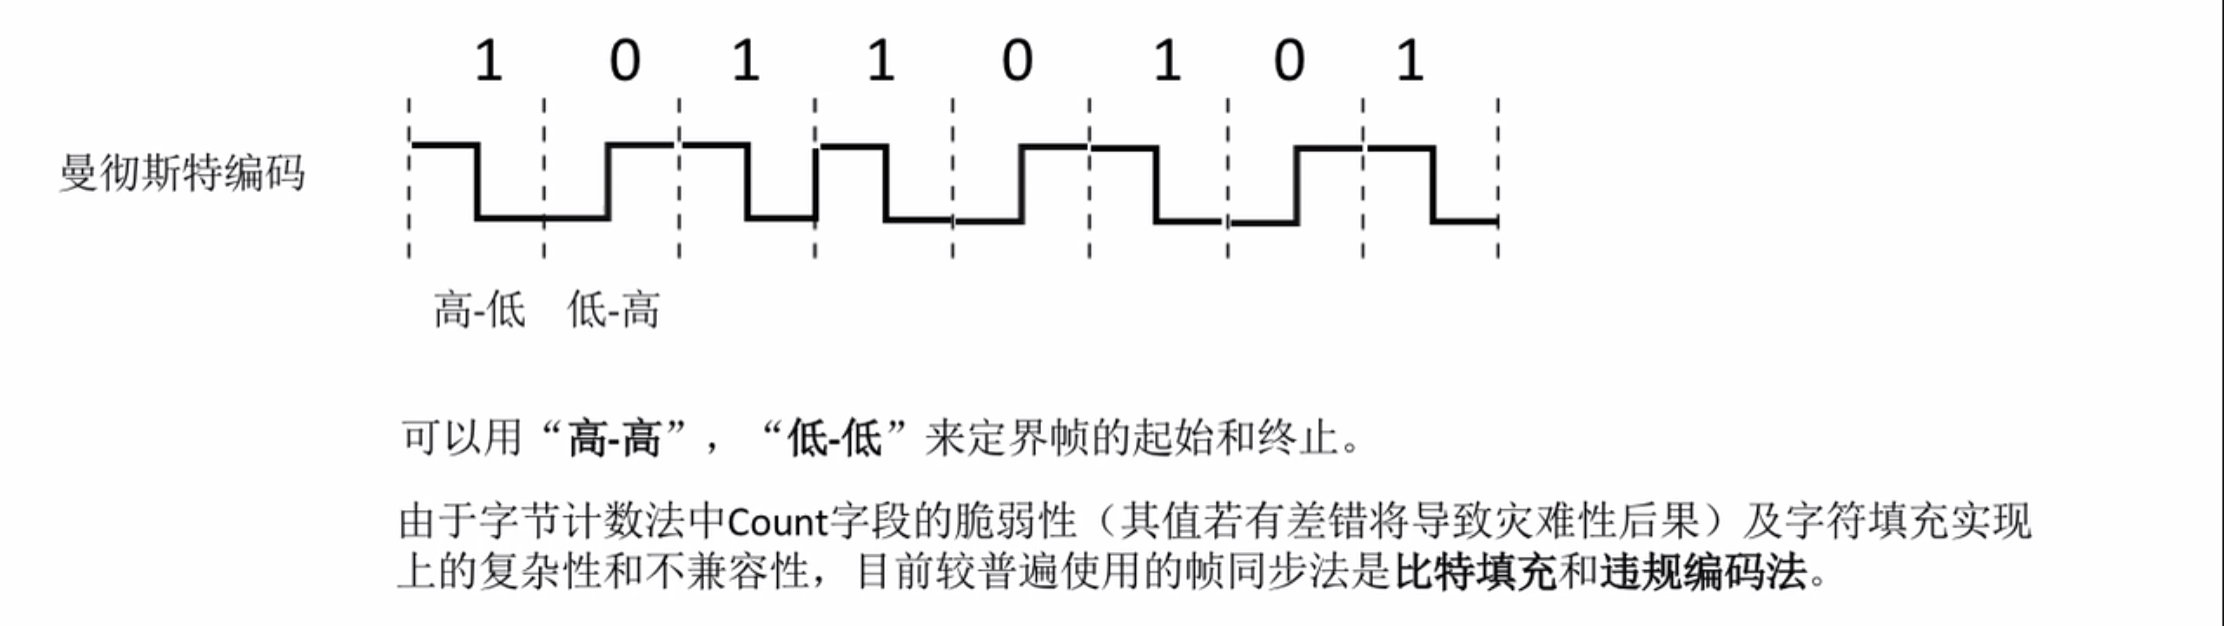 1 0 1 1 0 1 0 1
曼彻斯特编码
高-低 低-高
可以用“高-高”，“低-低”来定界帧的起始和终止。
由于字节计数法中Count字段的脆弱性（其值若有差错将导致灾难性后果）及字符填充实现
上的复杂性和不兼容性，目前较普遍使用的帧同步法是比特填充和违规编码法。